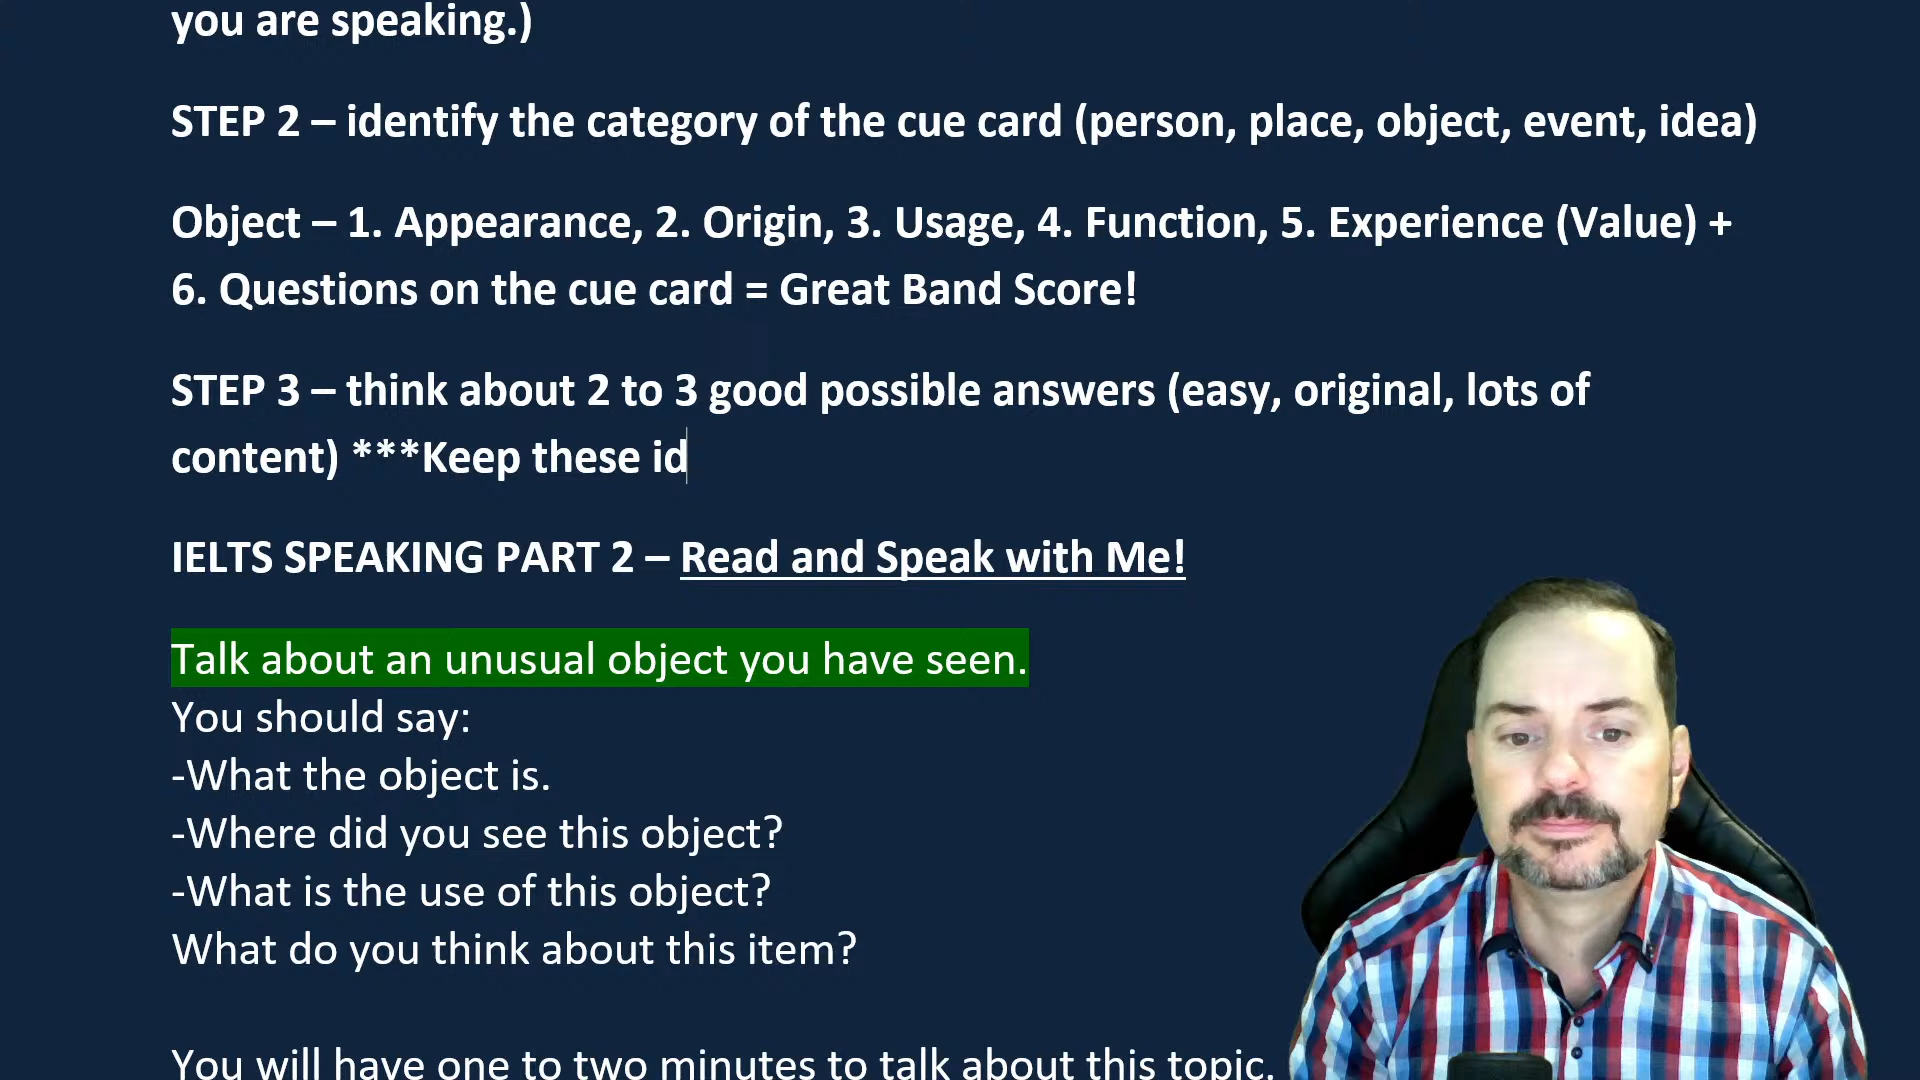 you are speaking.)
STEP 2 – identify the category of the cue card (person, place, object, event, idea)
Object – 1. Appearance, 2. Origin, 3. Usage, 4. Function, 5. Experience (Value) +
6. Questions on the cue card = Great Band Score!
STEP 3 – think about 2 to 3 good possible answers (easy, original, lots of
content) ***Keep these id
IELTS SPEAKING PART 2 – Read and Speak with Me!
Talk about an unusual object you have seen.
You should say:
-What the object is.
-Where did you see this object?
-What is the use of this object?
What do you think about this item?
You will have one to two minutes to talk about this topic.